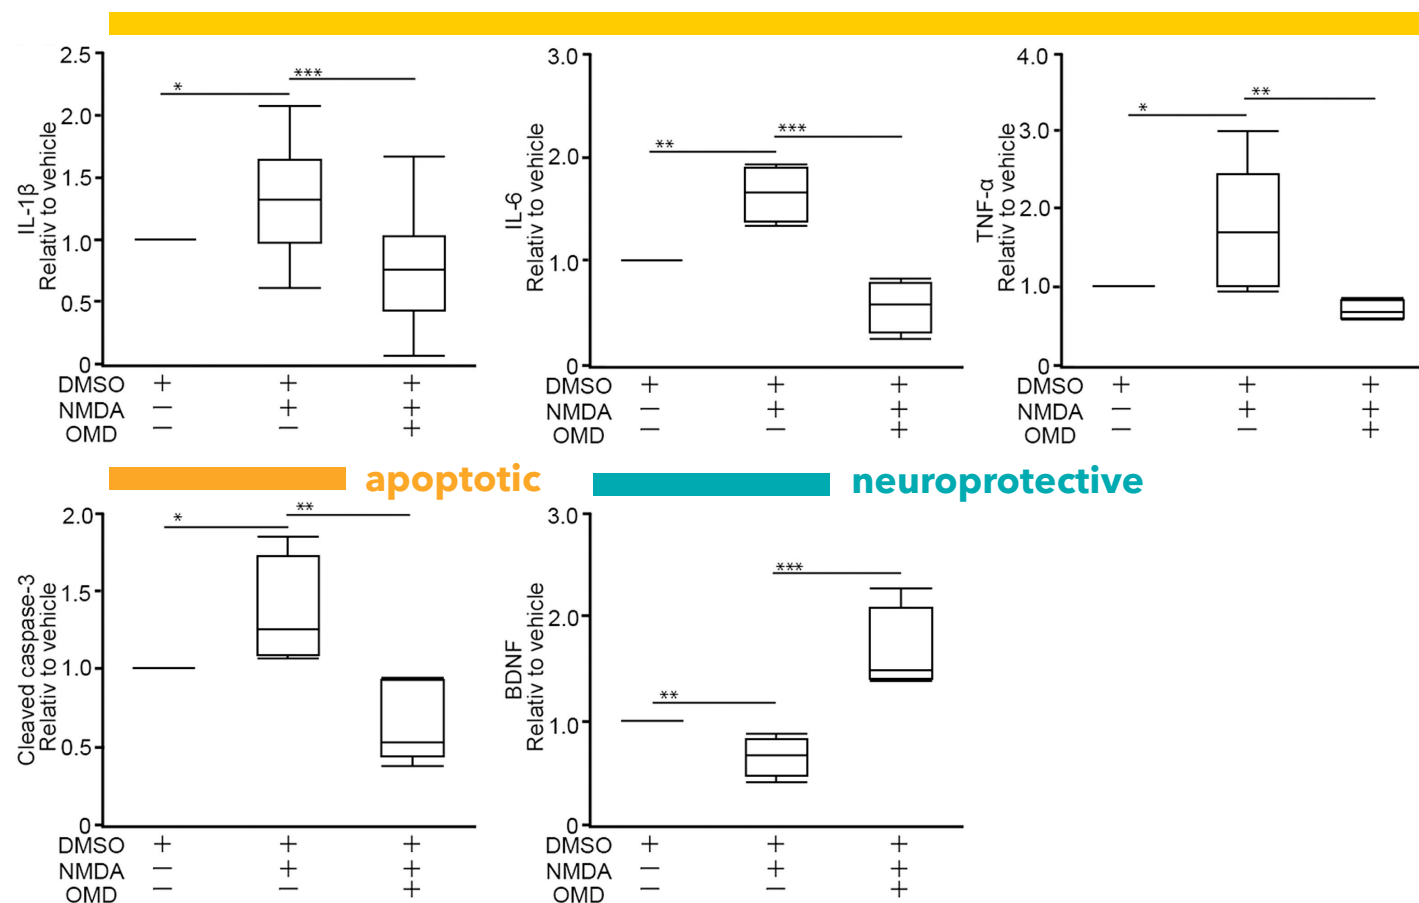 2.5
2.0
1.5
1.0
0.5
0
IL-1β
Relativ to vehicle
*
***
DMSO + + +
NMDA — + +
OMD — — +
3.0
2.0
1.0
0
IL-6
Relativ to vehicle
**
***
DMSO + + +
NMDA — + +
OMD — — +
4.0
3.0
2.0
1.0
0
TNF-α
Relativ to vehicle
*
**
DMSO + + +
NMDA — + +
OMD — — +
apoptotic
2.0
1.5
1.0
0.5
0
Cleaved caspase-3
Relativ to vehicle
*
**
DMSO + + +
NMDA — + +
OMD — — +
neuroprotective
3.0
2.0
1.0
0
BDNF
Relativ to vehicle
**
***
DMSO + + +
NMDA — + +
OMD — — +